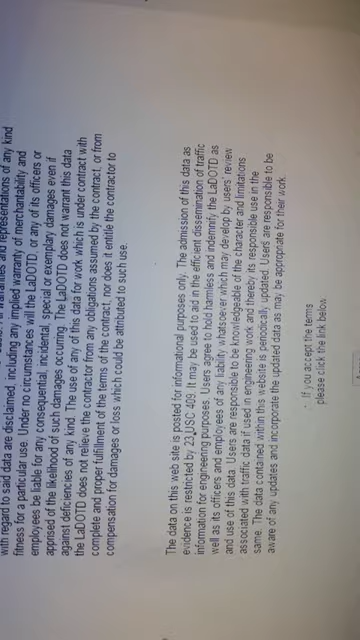 with regard to said data are disclaimed, including any implied warranty of merchantability and
fitness for a particular use. Under no circumstances will the LaDOTD, or any of its officers or
employees be liable for any consequential, incidental, special or exemplary damages even if
apprised of the likelihood of such damages occurring. The LaDOTD does not warrant this data
against deficiencies of any kind. The use of any of this data for work which is under contract with
the LaDOTD does not relieve the contractor from any obligations assumed by the contract, or from
complete and proper fulfillment of the terms of the contract, nor does it entitle the contractor to
compensation for damages or loss which could be attributed to such use.
The data on this web site is posted for informational purposes only. The admission of this data as
evidence is restricted by 23 USC 409. It may be used to aid in the efficient dissemination of traffic
information for engineering purposes. Users agree to hold harmless and indemnify the LaDOTD as
well as its officers and employees of any liability whatsoever which may develop by users' review
and use of this data. Users are responsible to be knowledgeable of the character and limitations
associated with traffic data if used in engineering work and thereby its responsible use in the
same. The data contained within this website is periodically updated. Users are responsible to be
aware of any updates and incorporate the updated data as may be appropriate for their work.
If you accept the terms
please click the link below